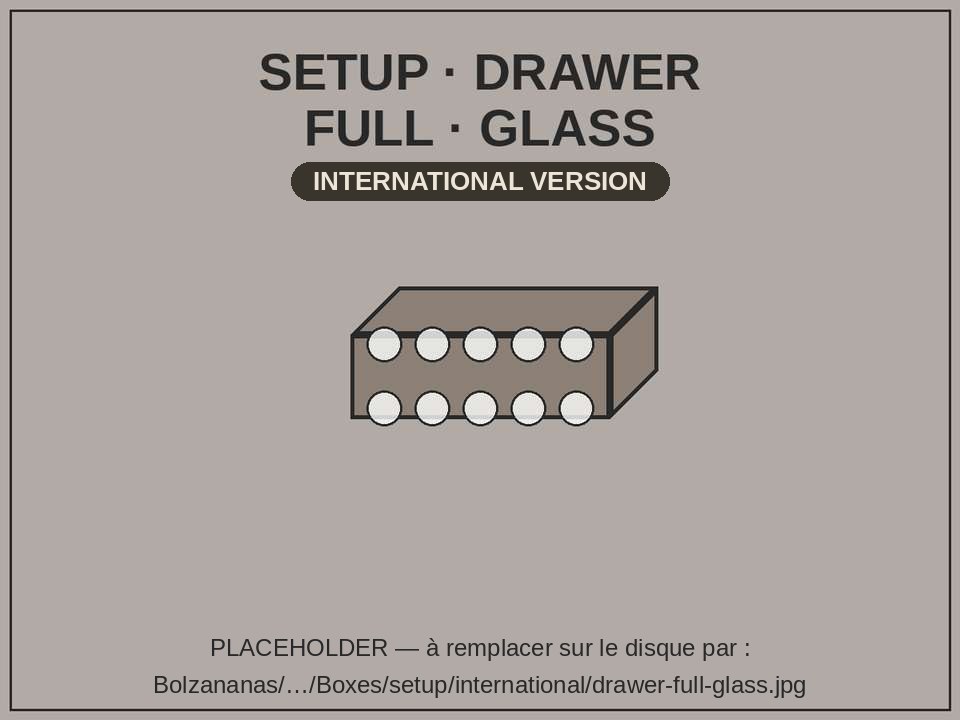 SETUP · DRAWER
FULL · GLASS
INTERNATIONAL VERSION
PLACEHOLDER — à remplacer sur le disque par :
Bolzananas/…/Boxes/setup/international/drawer-full-glass.jpg